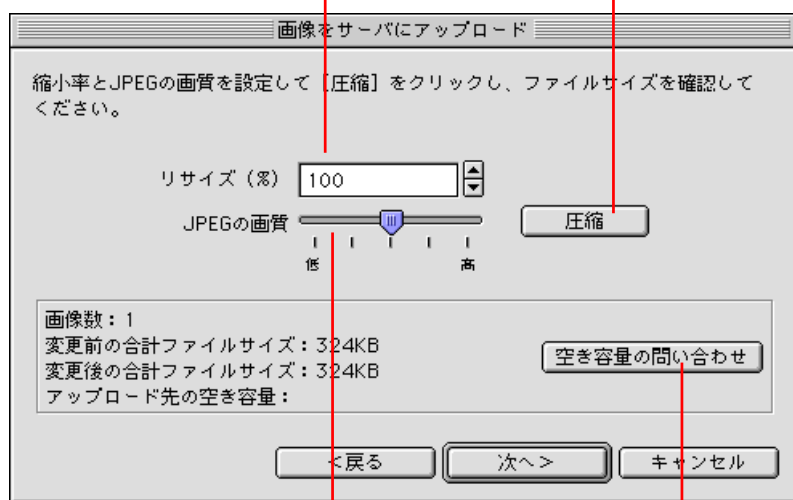 画像をサーバにアップロード
縮小率とJPEGの画質を設定して［圧縮］をクリックし、ファイルサイズを確認して
ください。
リサイズ（%） 100
JPEGの画質 圧縮
低 高
画像数：1
変更前の合計ファイルサイズ：324KB
空き容量の問い合わせ
変更後の合計ファイルサイズ：324KB
アップロード先の空き容量：
<戻る 次へ> キャンセル